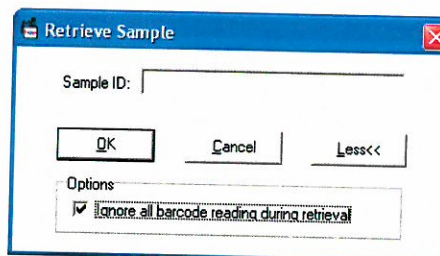 Retrieve Sample
Sample ID:
OK Cancel Less<<
Options
Ignore all barcode reading during retrieval